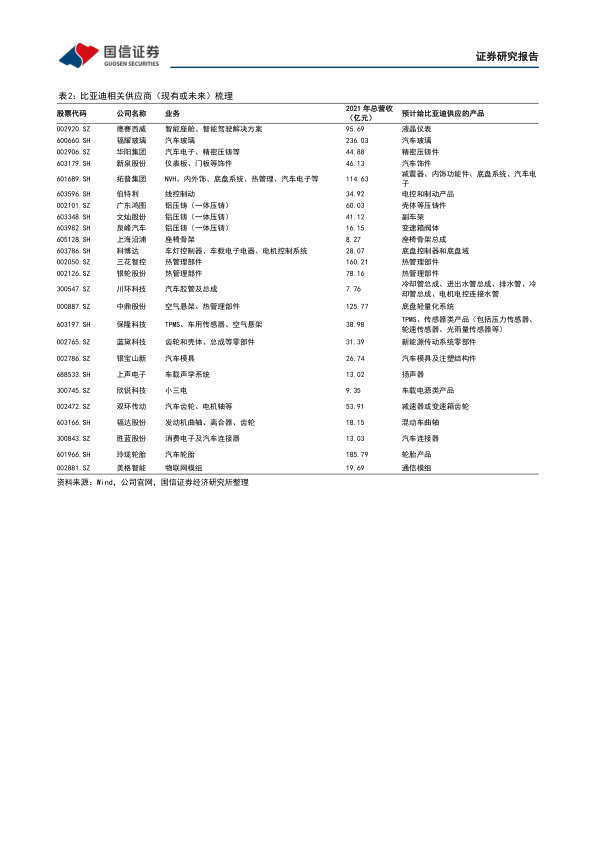 国信证券
GUOSEN SECURITIES
证券研究报告
表2：比亚迪相关供应商（现有或未来）梳理
股票代码 公司名称 业务 2021 年总营收（亿元） 预计给比亚迪供应的产品
002920.SZ 德赛西威 智能座舱、智能驾驶解决方案 95.69 液晶仪表
600660.SH 福耀玻璃 汽车玻璃 236.03 汽车玻璃
002906.SZ 华阳集团 汽车电子、精密压铸等 44.88 精密压铸件
603179.SH 新泉股份 仪表板、门板等饰件 46.13 汽车饰件
601689.SH 拓普集团 NVH、内外饰、底盘系统、热管理、汽车电子等 114.63 减震器、内饰功能件、底盘系统、汽车电子
603596.SH 伯特利 线控制动 34.92 电控和制动产品
002101.SZ 广东鸿图 铝压铸（一体压铸） 60.03 壳体等压铸件
603348.SH 文灿股份 铝压铸（一体压铸） 41.12 副车架
603982.SH 泉峰汽车 铝压铸（一体压铸） 16.15 变速箱阀体
605128.SH 上海沿浦 座椅骨架 8.27 座椅骨架总成
603786.SH 科博达 车灯控制器、车载电子电器、电机控制系统 28.07 底盘控制器和底盘域
002050.SZ 三花智控 热管理部件 160.21 热管理部件
002126.SZ 银轮股份 热管理部件 78.16 热管理部件
300547.SZ 川环科技 汽车胶管及总成 7.76 冷却管总成、进出水管总成、排水管、冷却管总成、电机电控连接水管
000887.SZ 中鼎股份 空气悬架、热管理部件 125.77 底盘轻量化系统
603197.SH 保隆科技 TPMS、车用传感器、空气悬架 38.98 TPMS、传感器类产品（包括压力传感器、轮速传感器、光雨量传感器等）
002765.SZ 蓝黛科技 齿轮和壳体、总成等零部件 31.39 新能源传动系统零部件
002786.SZ 银宝山新 汽车模具 26.74 汽车模具及注塑结构件
688533.SH 上声电子 车载声学系统 13.02 扬声器
300745.SZ 欣锐科技 小三电 9.35 车载电源类产品
002472.SZ 双环传动 汽车齿轮、电机轴等 53.91 减速器或变速箱齿轮
603166.SH 福达股份 发动机曲轴、离合器、齿轮 18.15 混动车曲轴
300843.SZ 胜蓝股份 消费电子及汽车连接器 13.03 汽车连接器
601966.SH 玲珑轮胎 汽车轮胎 185.79 轮胎产品
002881.SZ 美格智能 物联网模组 19.69 通信模组
资料来源：Wind，公司官网，国信证券经济研究所整理